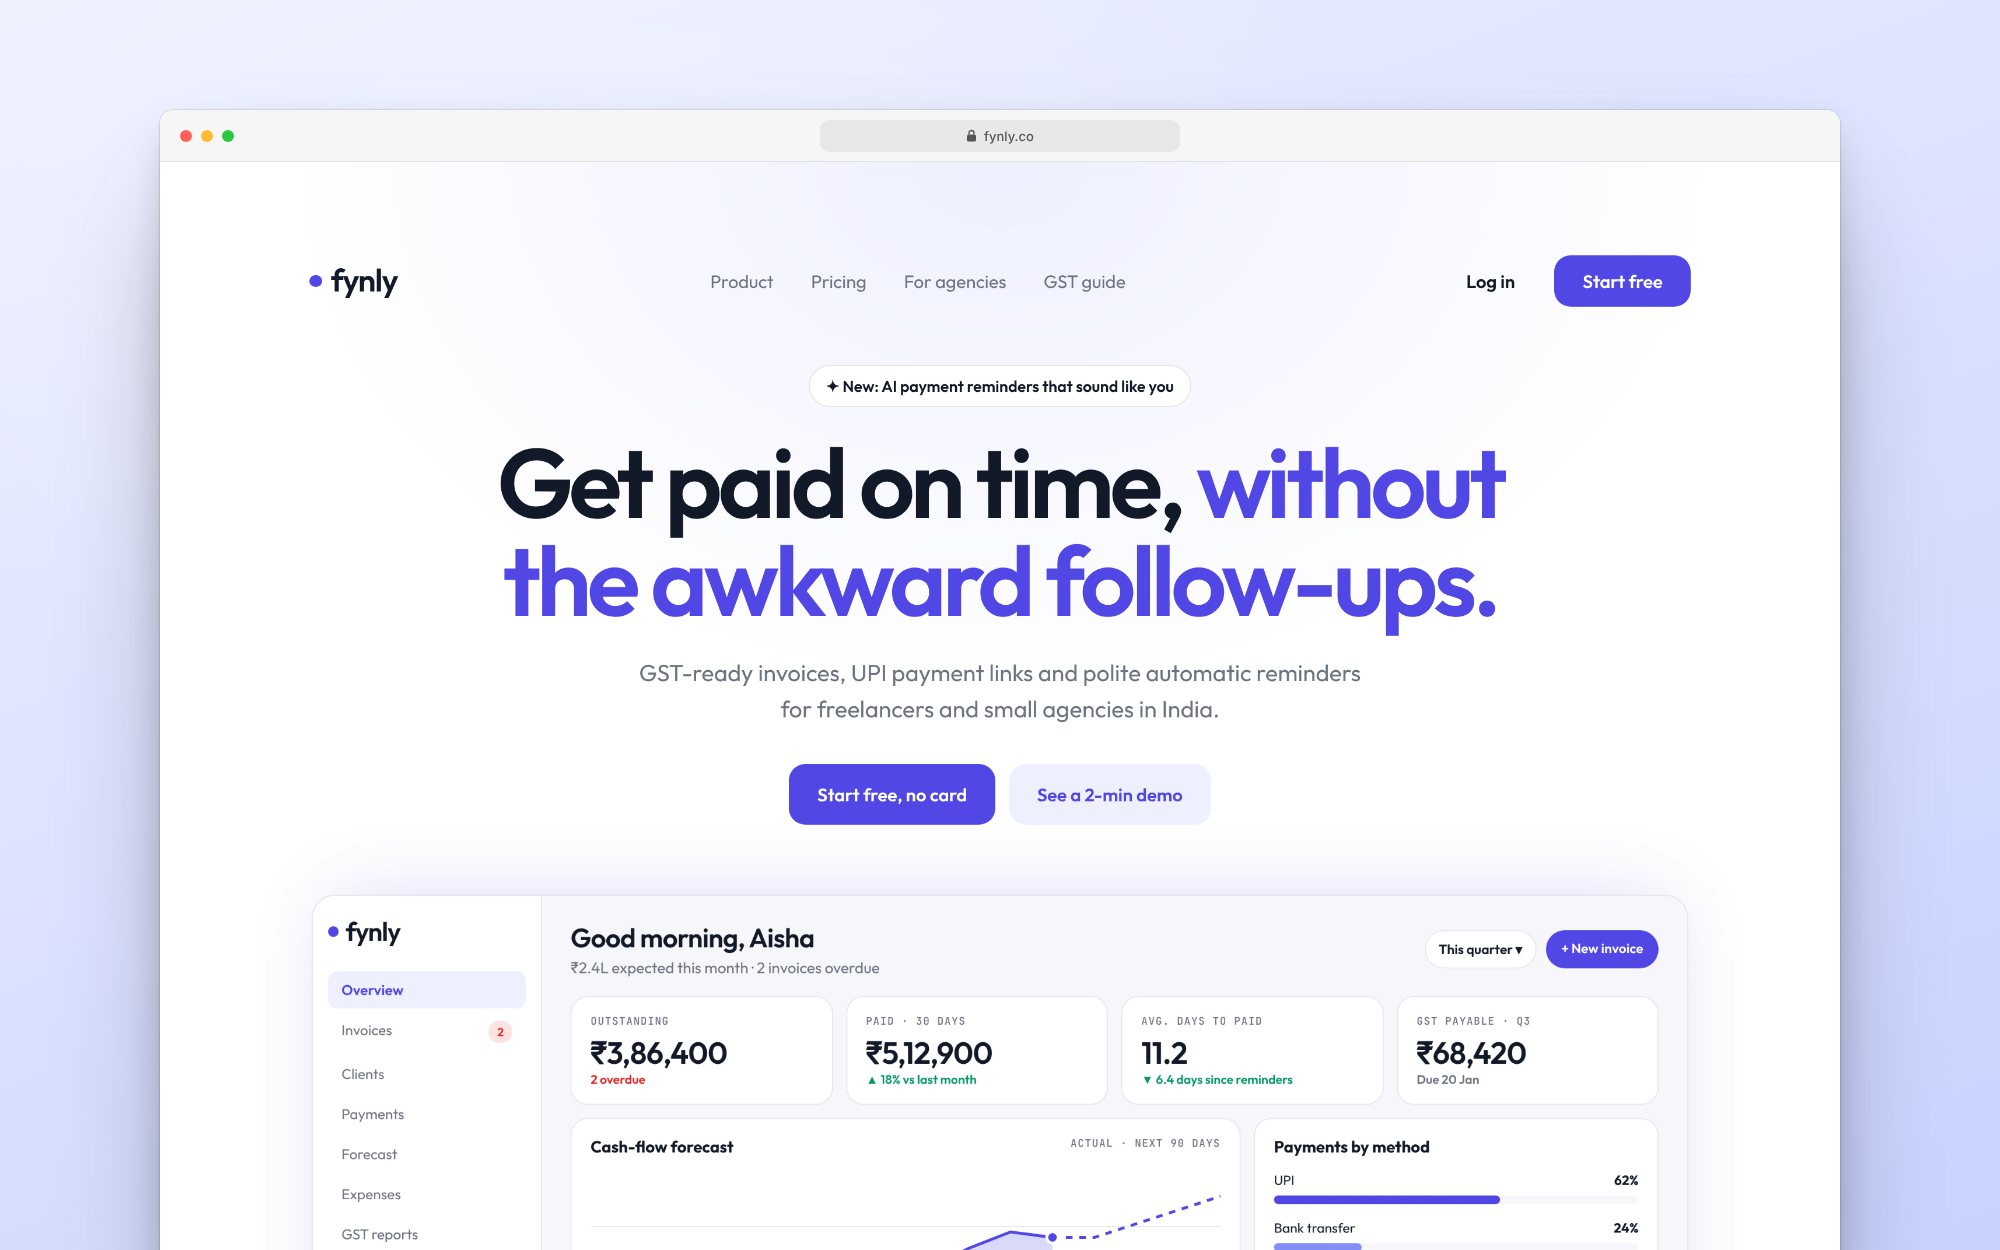 fynly.co
fynly
Product Pricing For agencies GST guide
Log in Start free
✦ New: AI payment reminders that sound like you
Get paid on time, without
the awkward follow-ups.
GST-ready invoices, UPI payment links and polite automatic reminders
for freelancers and small agencies in India.
Start free, no card See a 2-min demo
fynly
Overview
Invoices 2
Clients
Payments
Forecast
Expenses
GST reports
Good morning, Aisha
₹2.4L expected this month · 2 invoices overdue
This quarter ▾ + New invoice
OUTSTANDING
₹3,86,400
2 overdue
PAID · 30 DAYS
₹5,12,900
▲ 18% vs last month
AVG. DAYS TO PAID
11.2
▼ 6.4 days since reminders
GST PAYABLE · Q3
₹68,420
Due 20 Jan
Cash-flow forecast ACTUAL · NEXT 90 DAYS
Payments by method
UPI 62%
Bank transfer 24%